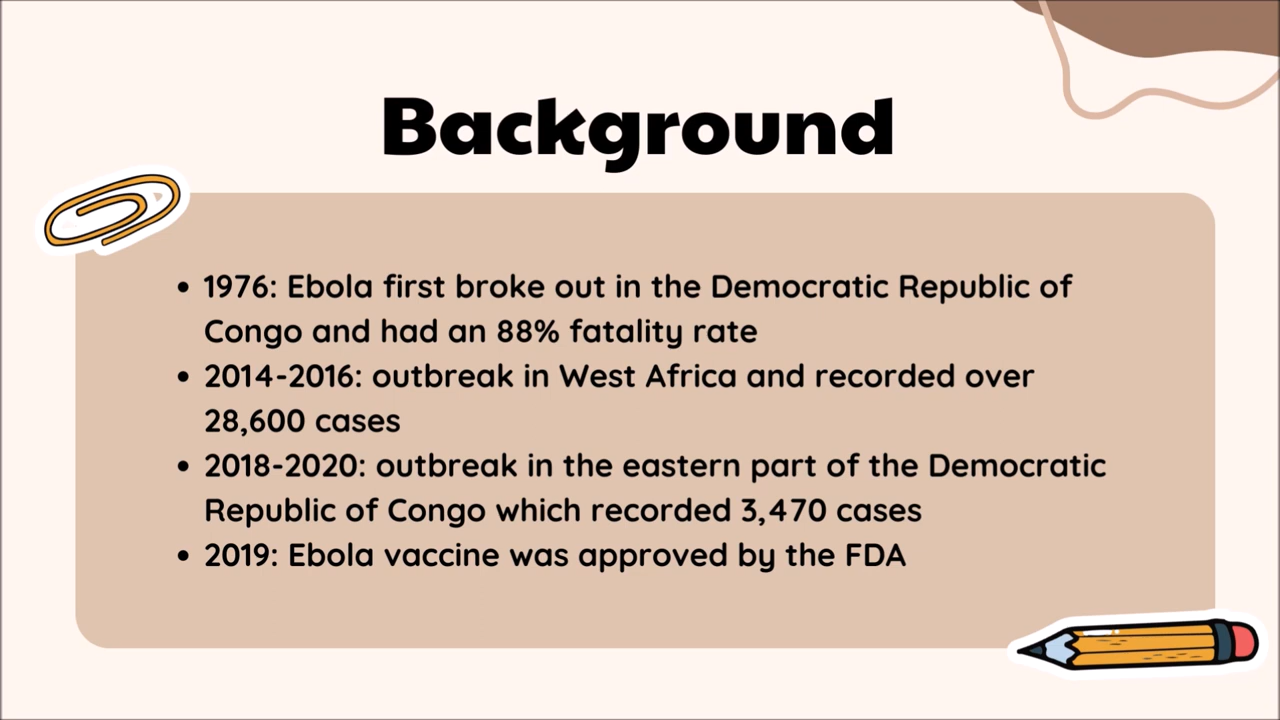 Background
• 1976: Ebola first broke out in the Democratic Republic of
Congo and had an 88% fatality rate
• 2014-2016: outbreak in West Africa and recorded over
28,600 cases
• 2018-2020: outbreak in the eastern part of the Democratic
Republic of Congo which recorded 3,470 cases
• 2019: Ebola vaccine was approved by the FDA